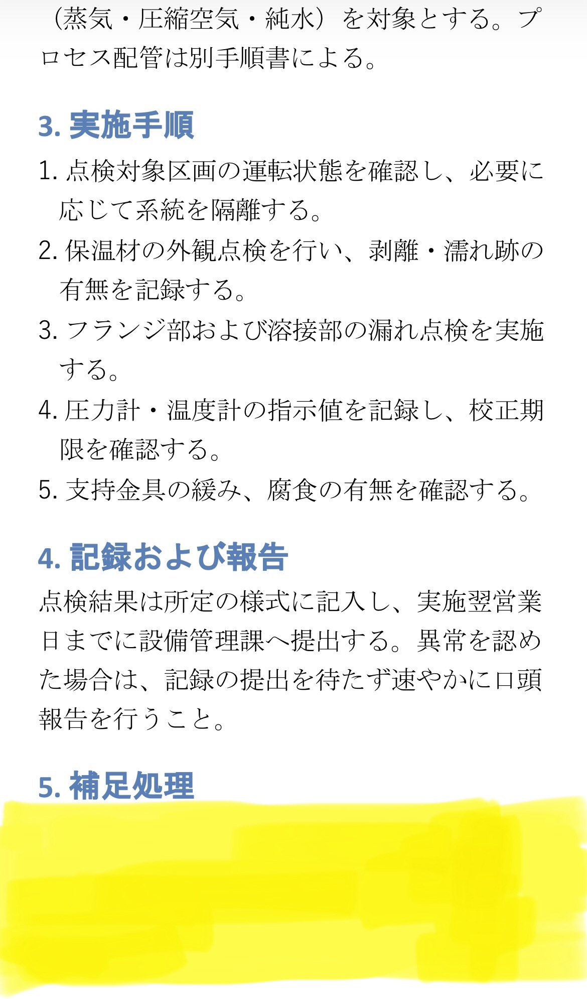 （蒸気・圧縮空気・純水）を対象とする。プ
ロセス配管は別手順書による。
3. 実施手順
1. 点検対象区画の運転状態を確認し、必要に
応じて系統を隔離する。
2. 保温材の外観点検を行い、剥離・濡れ跡の
有無を記録する。
3. フランジ部および溶接部の漏れ点検を実施
する。
4. 圧力計・温度計の指示値を記録し、校正期
限を確認する。
5. 支持金具の緩み、腐食の有無を確認する。
4. 記録および報告
点検結果は所定の様式に記入し、実施翌営業
日までに設備管理課へ提出する。異常を認め
た場合は、記録の提出を待たず速やかに口頭
報告を行うこと。
5. 補足処理